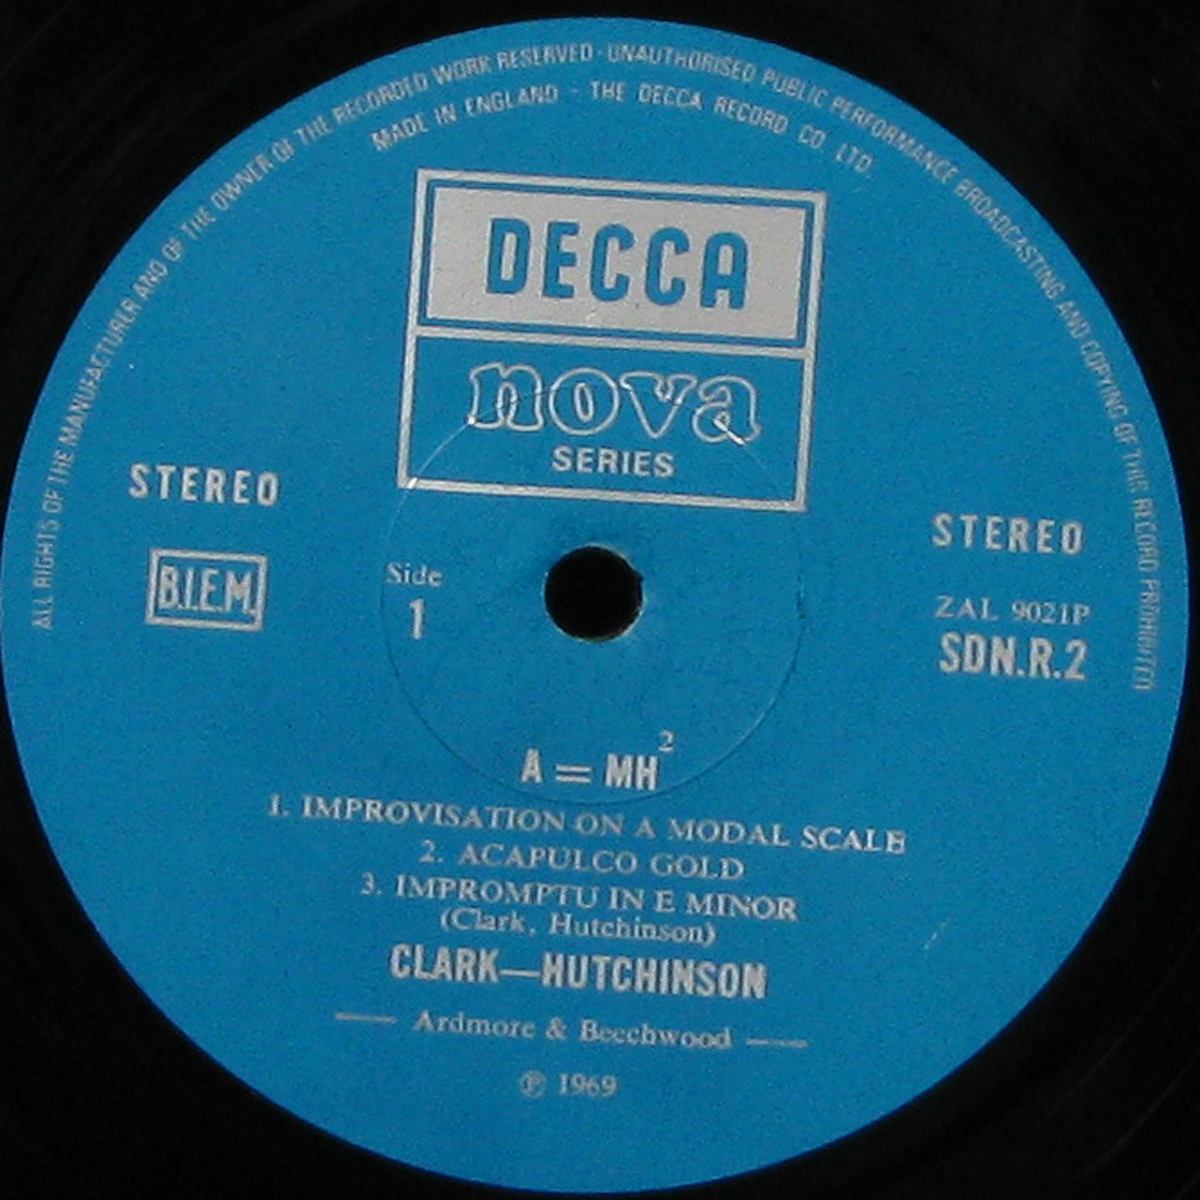 ALL RIGHTS OF THE MANUFACTURER AND OF THE OWNER OF THE RECORDED WORK RESERVED · UNAUTHORISED PUBLIC PERFORMANCE BROADCASTING AND COPYING OF THIS RECORD PROHIBITED
MADE IN ENGLAND - THE DECCA RECORD CO. LTD.
DECCA
nova
SERIES
STEREO
B.I.E.M.
Side
1
STEREO
ZAL 9021P
SDN.R.2
A = MH²
1. IMPROVISATION ON A MODAL SCALE
2. ACAPULCO GOLD
3. IMPROMPTU IN E MINOR
(Clark, Hutchinson)
CLARK—HUTCHINSON
— Ardmore & Beechwood —
℗ 1969